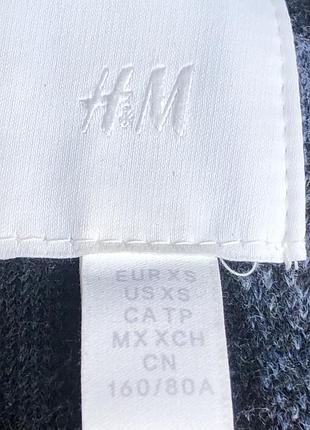 H&M
EUR XS
US XS
CA TP
MX XCH
CN
160/80A